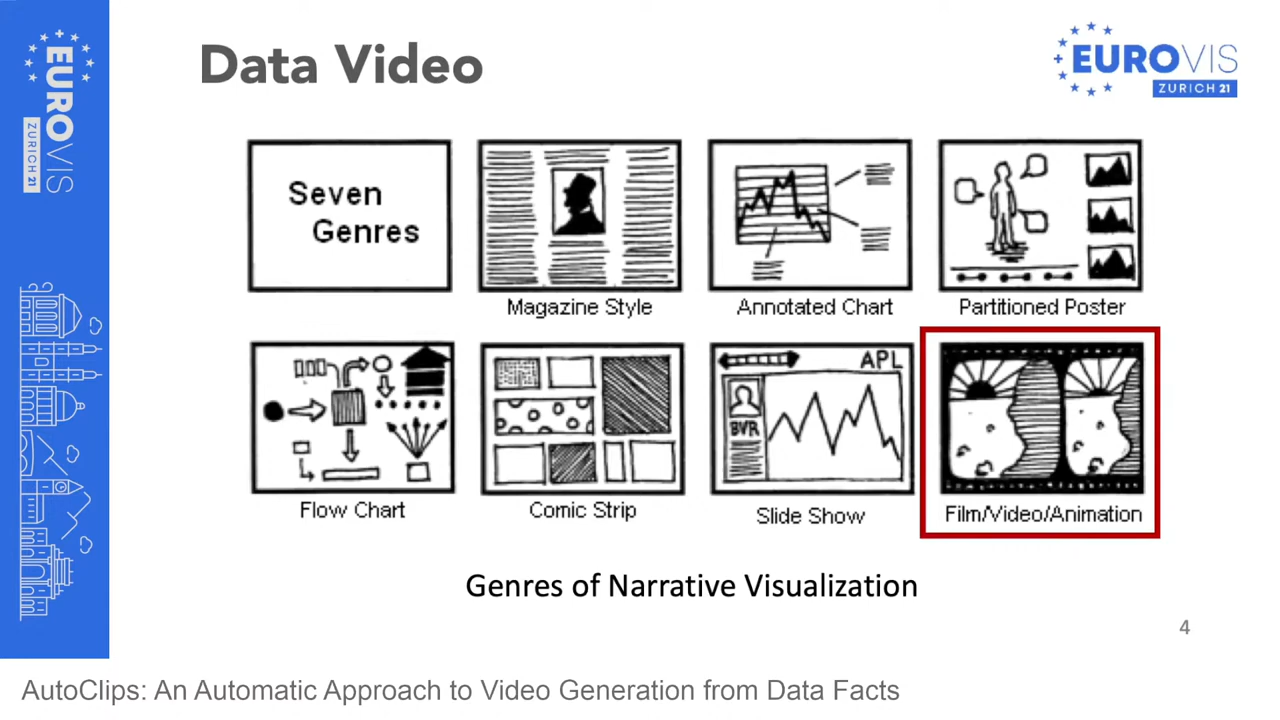 Data Video
EUROVIS
ZURICH 21
EUROVIS
ZURICH 21
Seven
Genres
Magazine Style
Annotated Chart
Partitioned Poster
APL
BVR
Flow Chart
Comic Strip
Slide Show
Film/Video/Animation
Genres of Narrative Visualization
4
AutoClips: An Automatic Approach to Video Generation from Data Facts